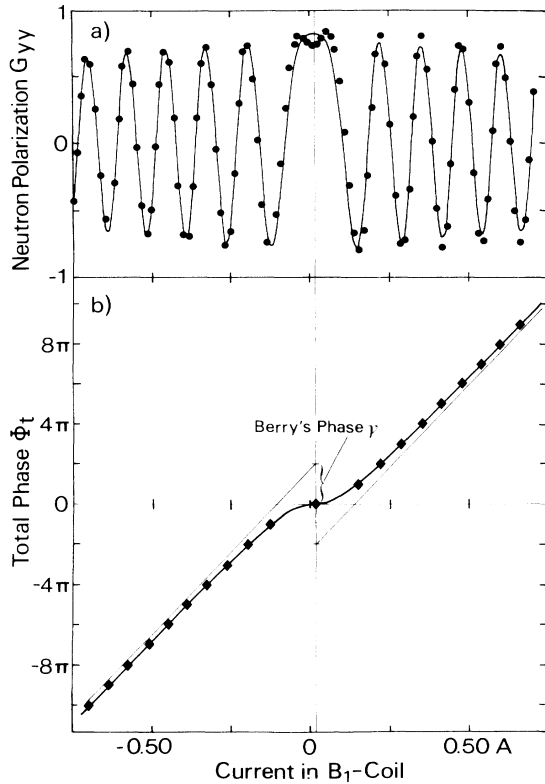 a)
Neutron Polarization Gyy
1
0
-1
b)
Total Phase Φt
8π
4π
0
-4π
-8π
Berry's Phase γ
-0.50
0
0.50 A
Current in B1-Coil